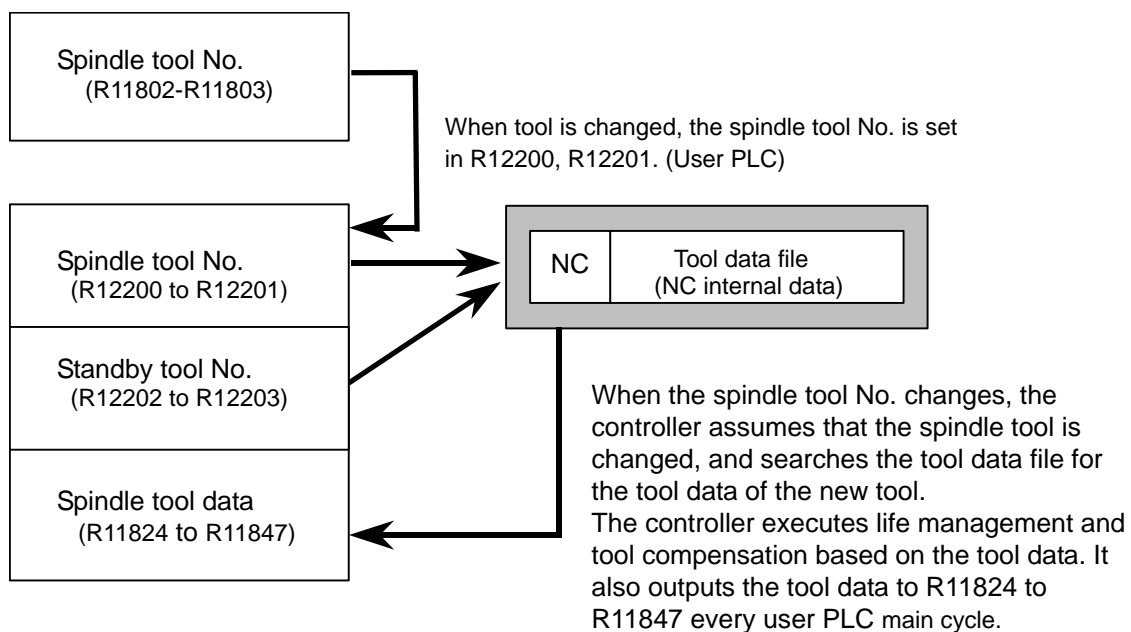 Spindle tool No.
(R11802-R11803)
When tool is changed, the spindle tool No. is set
in R12200, R12201. (User PLC)
Spindle tool No.
(R12200 to R12201)
NC
Tool data file
(NC internal data)
Standby tool No.
(R12202 to R12203)
Spindle tool data
(R11824 to R11847)
When the spindle tool No. changes, the
controller assumes that the spindle tool is
changed, and searches the tool data file for
the tool data of the new tool.
The controller executes life management and
tool compensation based on the tool data. It
also outputs the tool data to R11824 to
R11847 every user PLC main cycle.